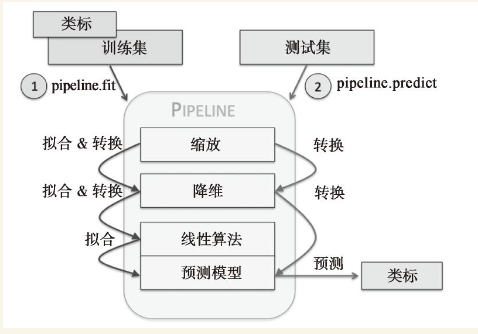 类标
训练集
测试集
1 pipeline.fit
2 pipeline.predict
PIPELINE
拟合 & 转换
缩放
转换
拟合 & 转换
降维
转换
拟合
线性算法
预测模型
预测
类标